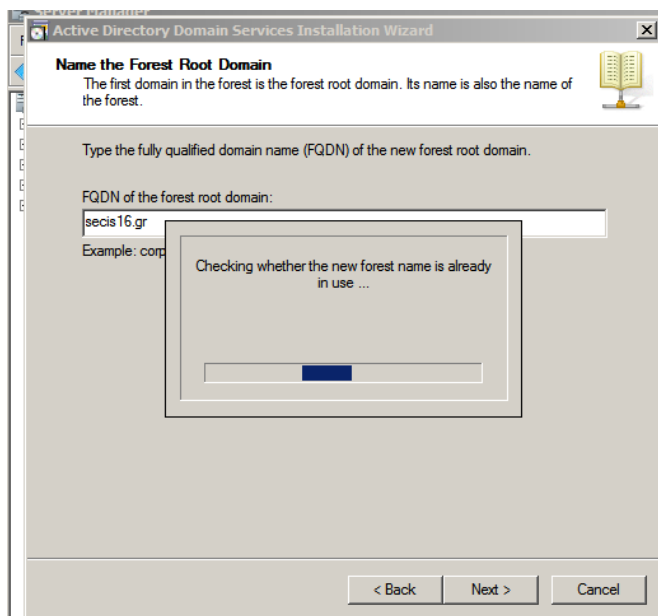 Server Manager
Active Directory Domain Services Installation Wizard
Name the Forest Root Domain
The first domain in the forest is the forest root domain. Its name is also the name of
the forest.
Type the fully qualified domain name (FQDN) of the new forest root domain.
FQDN of the forest root domain:
secis16.gr
Example: corp
Checking whether the new forest name is already
in use ...
< Back
Next >
Cancel